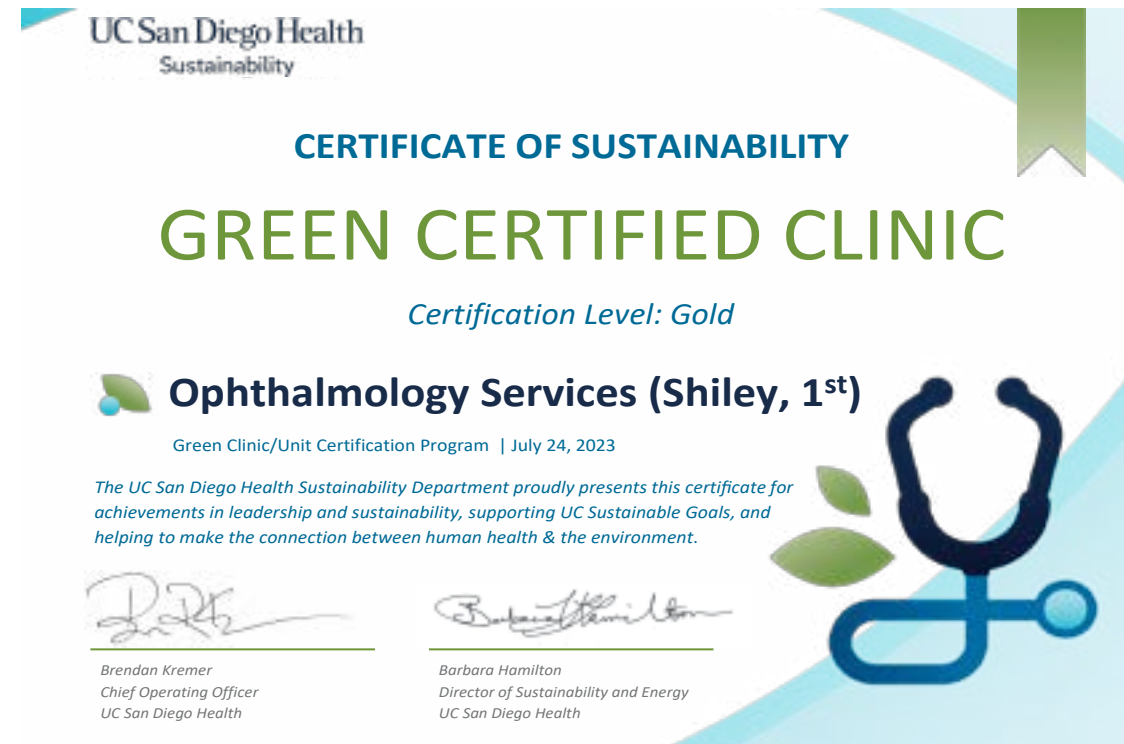 UC San Diego Health
Sustainability
CERTIFICATE OF SUSTAINABILITY
GREEN CERTIFIED CLINIC
Certification Level: Gold
Ophthalmology Services (Shiley, 1st)
Green Clinic/Unit Certification Program | July 24, 2023
The UC San Diego Health Sustainability Department proudly presents this certificate for
achievements in leadership and sustainability, supporting UC Sustainable Goals, and
helping to make the connection between human health & the environment.
Barbara Hamilton
Brendan Kremer
Chief Operating Officer
UC San Diego Health
Barbara Hamilton
Director of Sustainability and Energy
UC San Diego Health